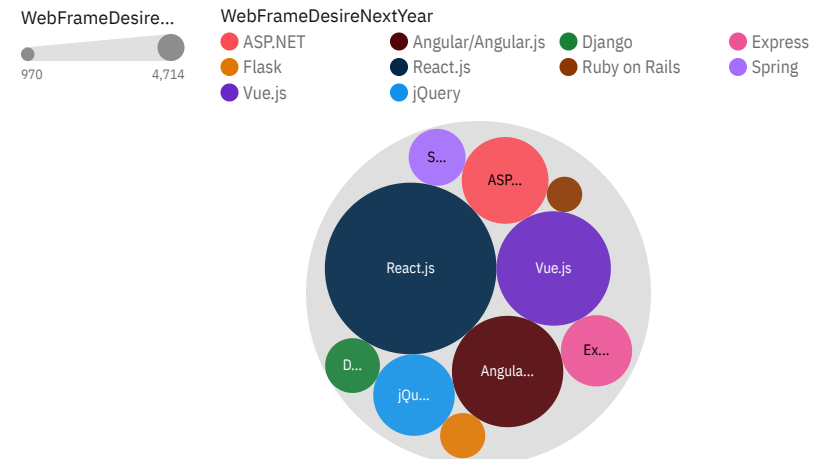 WebFrameDesire...
970 4,714
WebFrameDesireNextYear
ASP.NET Angular/Angular.js Django Express
Flask React.js Ruby on Rails Spring
Vue.js jQuery
S...
ASP...
React.js
Vue.js
Ex...
D...
Angula...
jQu...